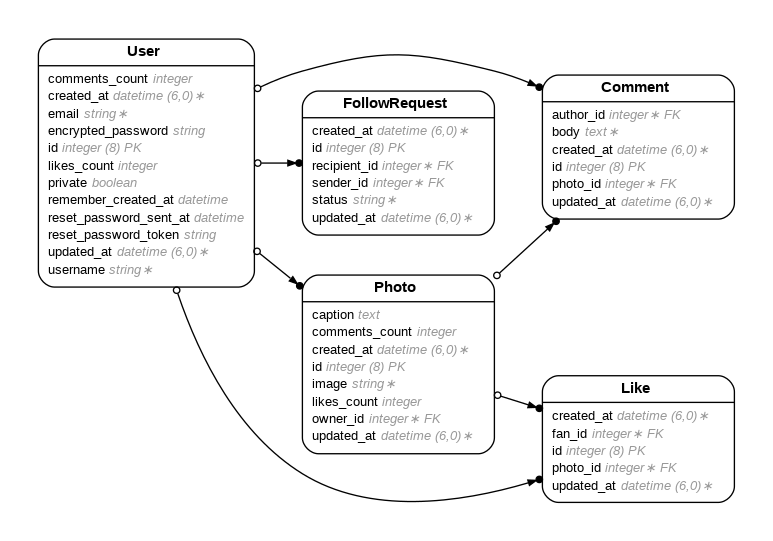 User
comments_count integer
created_at datetime (6,0)∗
email string∗
encrypted_password string
id integer (8) PK
likes_count integer
private boolean
remember_created_at datetime
reset_password_sent_at datetime
reset_password_token string
updated_at datetime (6,0)∗
username string∗
FollowRequest
created_at datetime (6,0)∗
id integer (8) PK
recipient_id integer∗ FK
sender_id integer∗ FK
status string∗
updated_at datetime (6,0)∗
Photo
caption text
comments_count integer
created_at datetime (6,0)∗
id integer (8) PK
image string∗
likes_count integer
owner_id integer∗ FK
updated_at datetime (6,0)∗
Comment
author_id integer∗ FK
body text∗
created_at datetime (6,0)∗
id integer (8) PK
photo_id integer∗ FK
updated_at datetime (6,0)∗
Like
created_at datetime (6,0)∗
fan_id integer∗ FK
id integer (8) PK
photo_id integer∗ FK
updated_at datetime (6,0)∗